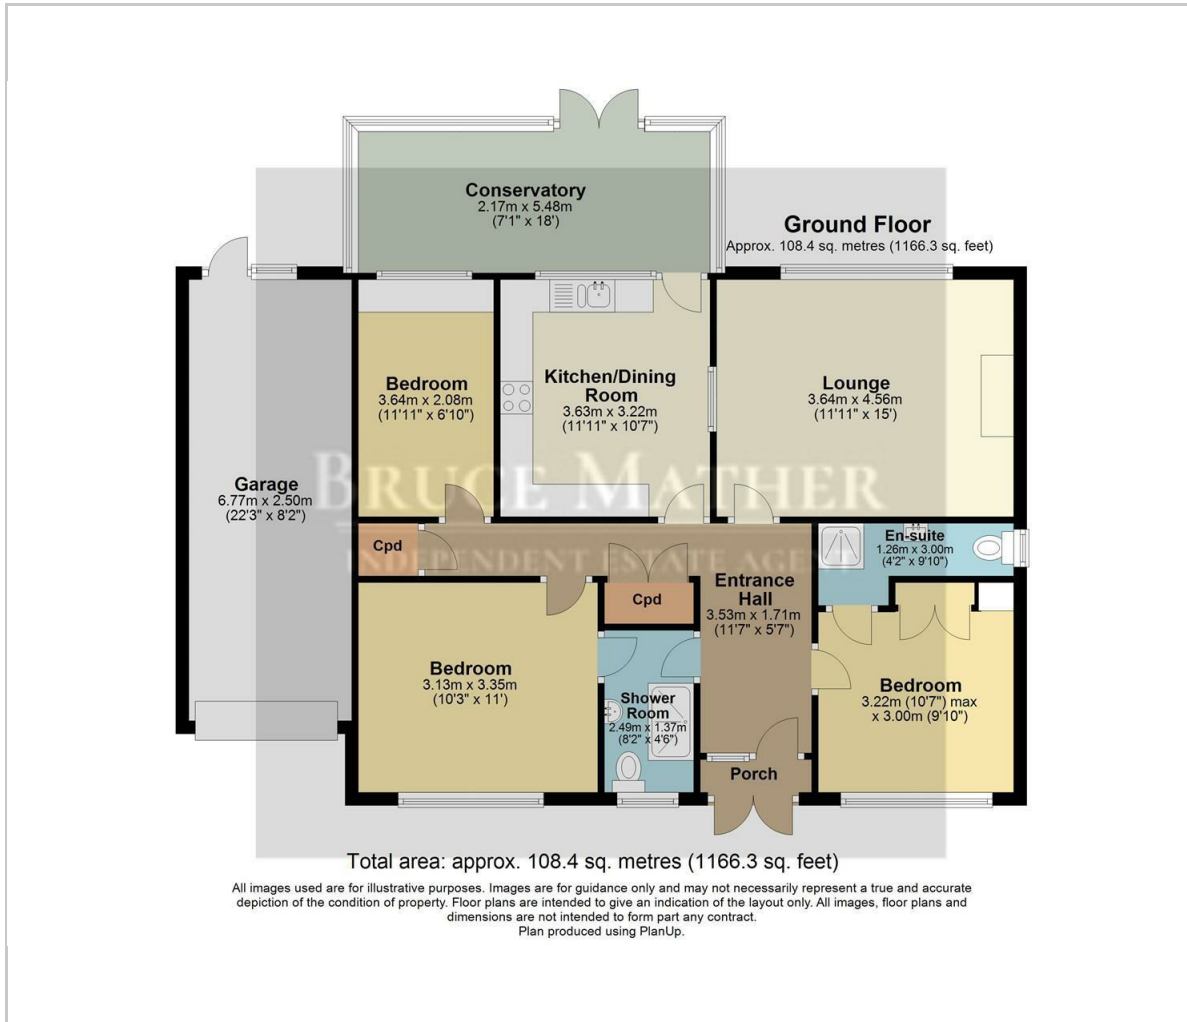 Conservatory
2.17m x 5.48m
(7'1" x 18')
Ground Floor
Approx. 108.4 sq. metres (1166.3 sq. feet)
Bedroom
3.64m x 2.08m
(11'11" x 6'10")
Kitchen/Dining
Room
3.63m x 3.22m
(11'11" x 10'7")
Lounge
3.64m x 4.56m
(11'11" x 15')
Garage
6.77m x 2.50m
(22'3" x 8'2")
BRUCE MATHER
INDEPENDENT ESTATE AGENT
Cpd
En-suite
1.26m x 3.00m
(4'2" x 9'10")
Cpd
Entrance
Hall
3.53m x 1.71m
(11'7" x 5'7")
Bedroom
3.13m x 3.35m
(10'3" x 11')
Shower
Room
2.49m x 1.37m
(8'2" x 4'6")
Bedroom
3.22m (10'7") max
x 3.00m (9'10")
Porch
Total area: approx. 108.4 sq. metres (1166.3 sq. feet)
All images used are for illustrative purposes. Images are for guidance only and may not necessarily represent a true and accurate
depiction of the condition of property. Floor plans are intended to give an indication of the layout only. All images, floor plans and
dimensions are not intended to form part any contract.
Plan produced using PlanUp.